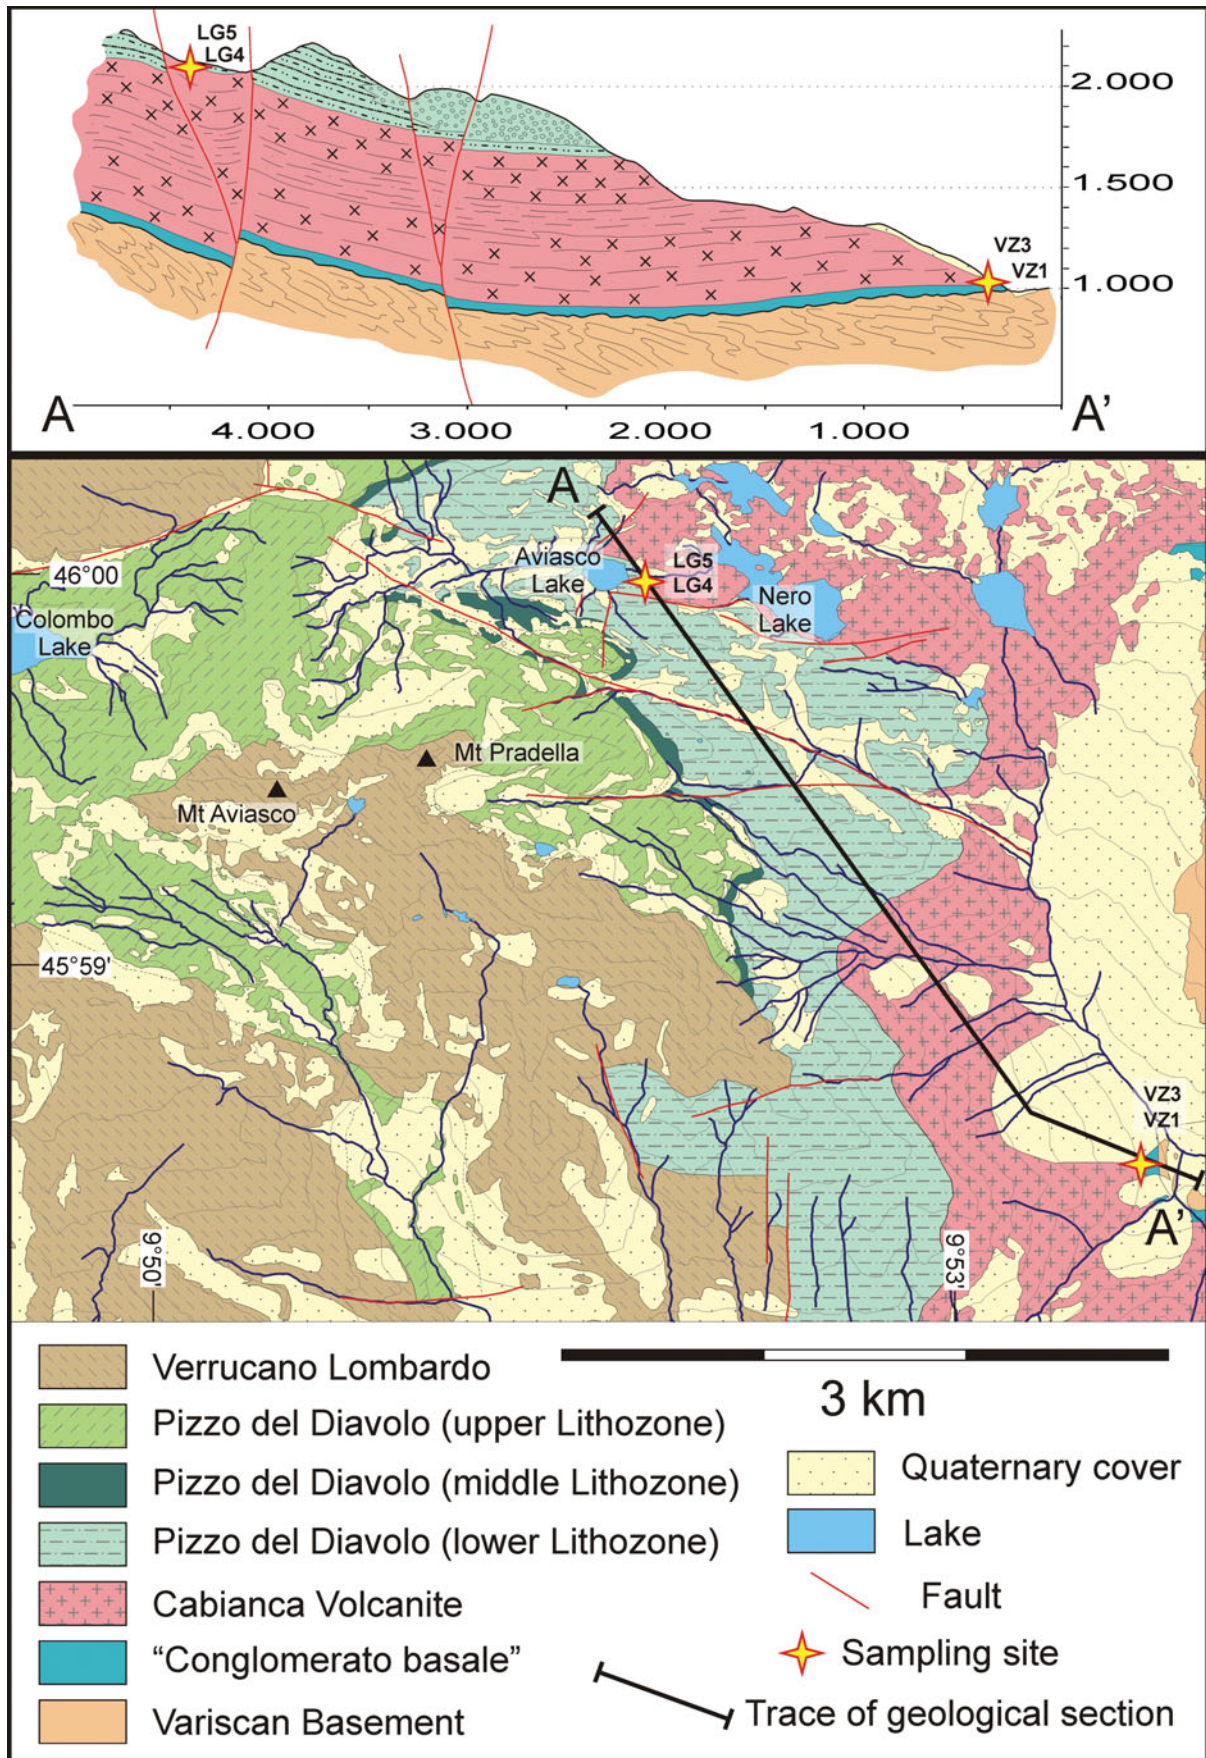 LG5
LG4
2.000
1.500
VZ3
VZ1
1.000
A
A'
4.000
3.000
2.000
1.000
A
Aviasco
Lake
LG5
LG4
Nero
Lake
46°00
Colombo
Lake
Mt Pradella
Mt Aviasco
45°59'
VZ3
VZ1
A'
9°50'
9°53'
Verrucano Lombardo
Pizzo del Diavolo (upper Lithozone)
Pizzo del Diavolo (middle Lithozone)
Pizzo del Diavolo (lower Lithozone)
Cabianca Volcanite
“Conglomerato basale”
Variscan Basement
3 km
Quaternary cover
Lake
Fault
Sampling site
Trace of geological section